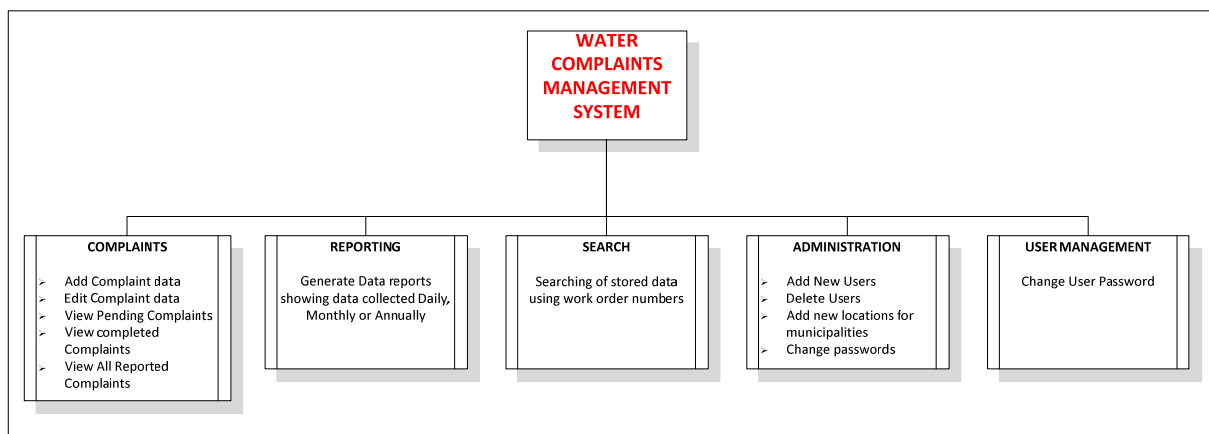 WATER
COMPLAINTS
MANAGEMENT
SYSTEM
COMPLAINTS
➢ Add Complaint data
➢ Edit Complaint data
➢ View Pending Complaints
➢ View completed
Complaints
➢ View All Reported
Complaints
REPORTING
Generate Data reports
showing data collected Daily,
Monthly or Annually
SEARCH
Searching of stored data
using work order numbers
ADMINISTRATION
➢ Add New Users
➢ Delete Users
➢ Add new locations for
municipalities
➢ Change passwords
USER MANAGEMENT
Change User Password